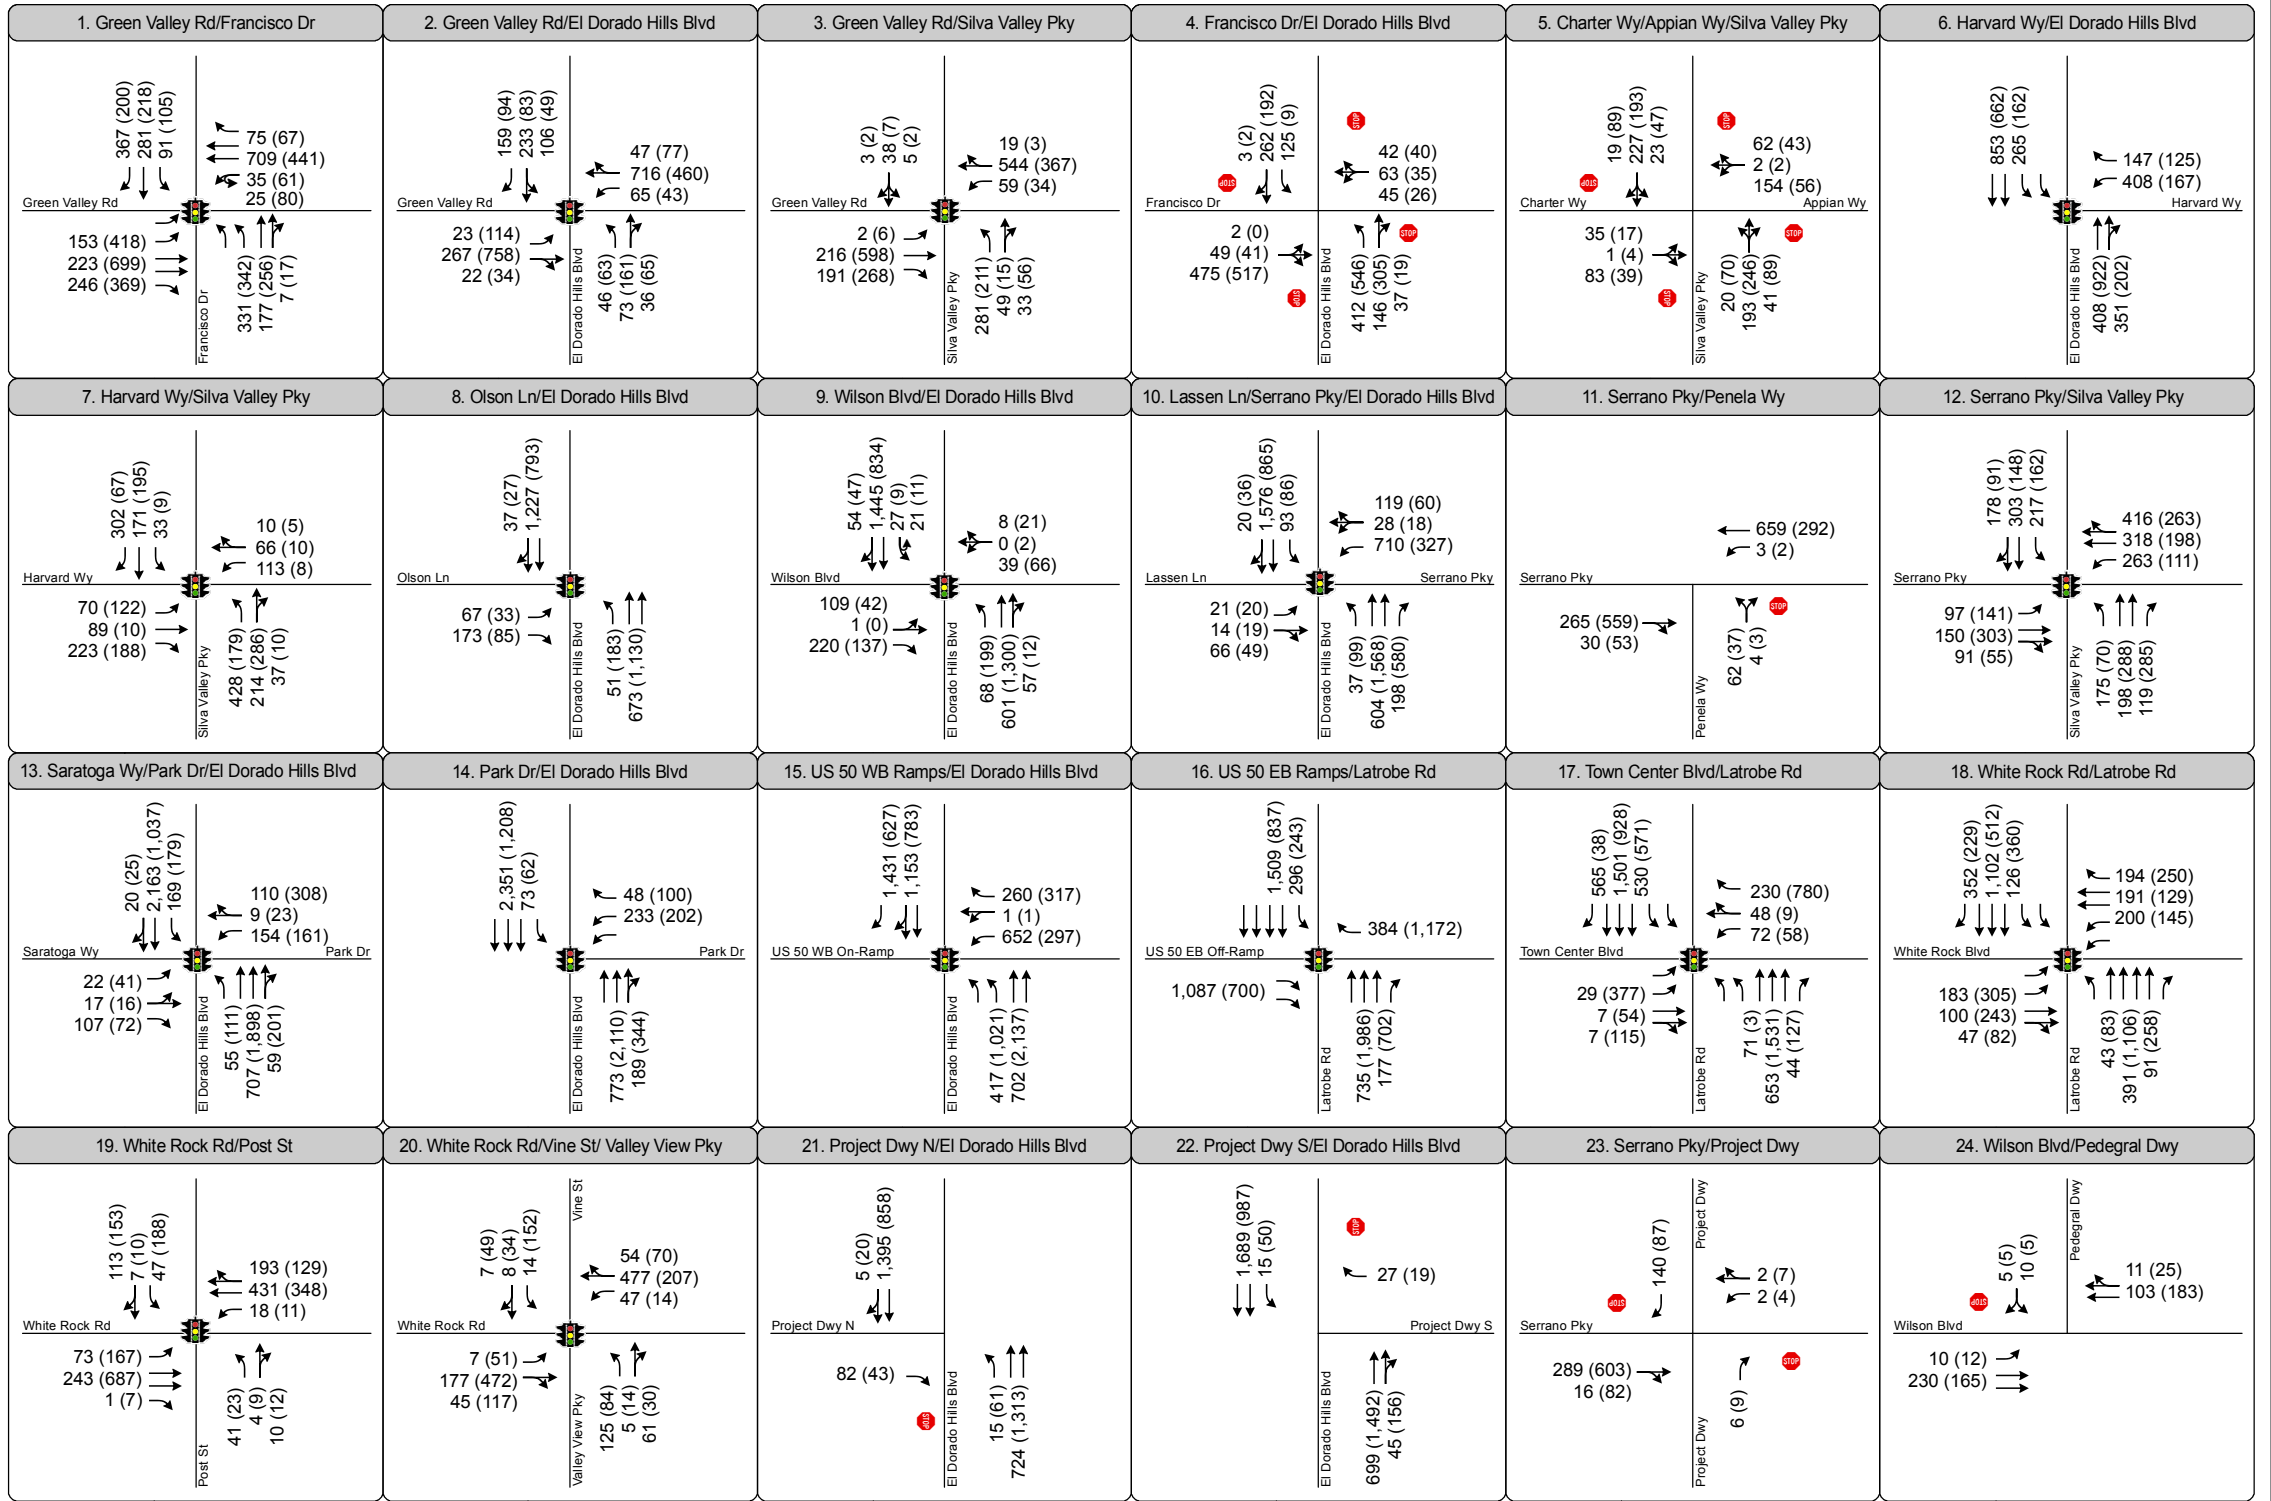 1. Green Valley Rd/Francisco Dr
367 (200)
281 (218)
91 (105)
75 (67)
709 (441)
35 (61)
25 (80)
Green Valley Rd
153 (418)
223 (699)
246 (369)
331 (342)
177 (256)
7 (17)
Francisco Dr
2. Green Valley Rd/El Dorado Hills Blvd
159 (94)
233 (83)
106 (49)
47 (77)
716 (460)
65 (43)
Green Valley Rd
23 (114)
267 (758)
22 (34)
46 (63)
73 (161)
36 (65)
El Dorado Hills Blvd
3. Green Valley Rd/Silva Valley Pky
3 (2)
38 (7)
5 (2)
19 (3)
544 (367)
59 (34)
Green Valley Rd
2 (6)
216 (598)
191 (268)
281 (211)
49 (15)
33 (56)
Silva Valley Pky
4. Francisco Dr/El Dorado Hills Blvd
3 (2)
262 (192)
125 (9)
STOP
STOP
42 (40)
63 (35)
45 (26)
Francisco Dr
2 (0)
49 (41)
475 (517)
STOP
STOP
412 (546)
146 (305)
37 (19)
El Dorado Hills Blvd
5. Charter Wy/Appian Wy/Silva Valley Pky
19 (89)
227 (193)
23 (47)
STOP
STOP
62 (43)
2 (2)
154 (56)
Charter Wy
Appian Wy
35 (17)
1 (4)
83 (39)
STOP
STOP
20 (70)
193 (246)
41 (89)
Silva Valley Pky
6. Harvard Wy/El Dorado Hills Blvd
853 (662)
265 (162)
147 (125)
408 (167)
Harvard Wy
408 (922)
351 (202)
El Dorado Hills Blvd
7. Harvard Wy/Silva Valley Pky
302 (67)
171 (195)
33 (9)
10 (5)
66 (10)
113 (8)
Harvard Wy
70 (122)
89 (10)
223 (188)
428 (179)
214 (286)
37 (10)
Silva Valley Pky
8. Olson Ln/El Dorado Hills Blvd
37 (27)
1,227 (793)
Olson Ln
67 (33)
173 (85)
51 (183)
673 (1,130)
El Dorado Hills Blvd
9. Wilson Blvd/El Dorado Hills Blvd
54 (47)
1,445 (834)
27 (9)
21 (11)
8 (21)
0 (2)
39 (66)
Wilson Blvd
109 (42)
1 (0)
220 (137)
68 (199)
601 (1,300)
57 (12)
El Dorado Hills Blvd
10. Lassen Ln/Serrano Pky/El Dorado Hills Blvd
20 (36)
1,576 (865)
93 (86)
119 (60)
28 (18)
710 (327)
Lassen Ln
Serrano Pky
21 (20)
14 (19)
66 (49)
37 (99)
604 (1,568)
198 (580)
El Dorado Hills Blvd
11. Serrano Pky/Penela Wy
659 (292)
3 (2)
Serrano Pky
265 (559)
30 (53)
STOP
62 (37)
4 (3)
Penela Wy
12. Serrano Pky/Silva Valley Pky
178 (91)
303 (148)
217 (162)
416 (263)
318 (198)
263 (111)
Serrano Pky
97 (141)
150 (303)
91 (55)
175 (70)
198 (288)
119 (285)
Silva Valley Pky
13. Saratoga Wy/Park Dr/El Dorado Hills Blvd
20 (25)
2,163 (1,037)
169 (179)
110 (308)
9 (23)
154 (161)
Saratoga Wy
Park Dr
22 (41)
17 (16)
107 (72)
55 (111)
707 (1,898)
59 (201)
El Dorado Hills Blvd
14. Park Dr/El Dorado Hills Blvd
2,351 (1,208)
73 (62)
48 (100)
233 (202)
Park Dr
773 (2,110)
189 (344)
El Dorado Hills Blvd
15. US 50 WB Ramps/El Dorado Hills Blvd
1,431 (627)
1,153 (783)
260 (317)
1 (1)
652 (297)
US 50 WB On-Ramp
417 (1,021)
702 (2,137)
El Dorado Hills Blvd
16. US 50 EB Ramps/Latrobe Rd
1,509 (837)
296 (243)
384 (1,172)
US 50 EB Off-Ramp
1,087 (700)
735 (1,986)
177 (702)
Latrobe Rd
17. Town Center Blvd/Latrobe Rd
565 (38)
1,501 (928)
530 (571)
230 (780)
48 (9)
72 (58)
Town Center Blvd
29 (377)
7 (54)
7 (115)
71 (3)
653 (1,531)
44 (127)
Latrobe Rd
18. White Rock Rd/Latrobe Rd
352 (229)
1,102 (512)
126 (360)
194 (250)
191 (129)
200 (145)
White Rock Blvd
183 (305)
100 (243)
47 (82)
43 (83)
391 (1,106)
91 (258)
Latrobe Rd
19. White Rock Rd/Post St
113 (153)
7 (10)
47 (188)
193 (129)
431 (348)
18 (11)
White Rock Rd
73 (167)
243 (687)
1 (7)
41 (23)
4 (9)
10 (12)
Post St
20. White Rock Rd/Vine St/ Valley View Pky
Vine St
7 (49)
8 (34)
14 (152)
54 (70)
477 (207)
47 (14)
White Rock Rd
7 (51)
177 (472)
45 (117)
125 (84)
5 (14)
61 (30)
Valley View Pky
21. Project Dwy N/El Dorado Hills Blvd
5 (20)
1,395 (858)
Project Dwy N
82 (43)
STOP
15 (61)
724 (1,313)
El Dorado Hills Blvd
22. Project Dwy S/El Dorado Hills Blvd
1,689 (987)
15 (50)
STOP
27 (19)
Project Dwy S
699 (1,492)
45 (156)
El Dorado Hills Blvd
23. Serrano Pky/Project Dwy
Project Dwy
140 (87)
STOP
2 (7)
2 (4)
Serrano Pky
289 (603)
16 (82)
STOP
6 (9)
Project Dwy
24. Wilson Blvd/Pedegral Dwy
Pedegral Dwy
5 (5)
10 (5)
STOP
11 (25)
103 (183)
Wilson Blvd
10 (12)
230 (165)